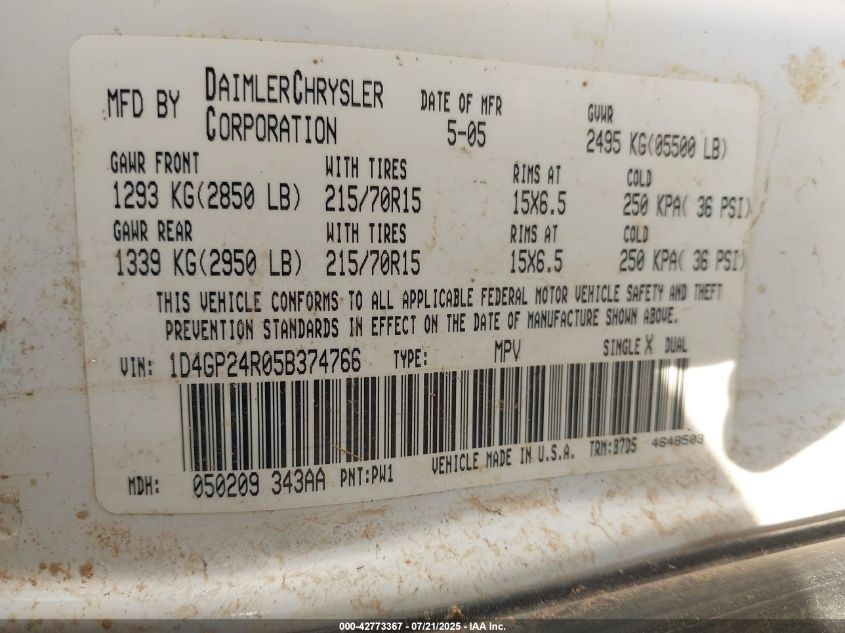 MFD BY DAIMLERCHRYSLER CORPORATION DATE OF MFR 5-05 GVWR 2495 KG(05500 LB)
GAWR FRONT WITH TIRES RIMS AT COLD
1293 KG(2850 LB) 215/70R15 15X6.5 250 KPA( 36 PSI)
GAWR REAR WITH TIRES RIMS AT COLD
1339 KG(2950 LB) 215/70R15 15X6.5 250 KPA( 36 PSI)
THIS VEHICLE CONFORMS TO ALL APPLICABLE FEDERAL MOTOR VEHICLE SAFETY AND THEFT
PREVENTION STANDARDS IN EFFECT ON THE DATE OF MANUFACTURE SHOWN ABOVE.
VIN: 1D4GP24R05B374766 TYPE: MPV SINGLE X DUAL
MDH: 050209 343AA PNT:PW1 VEHICLE MADE IN U.S.A. TRM:B7D5 4648503
000-42773367 - 07/21/2025 - IAA Inc.